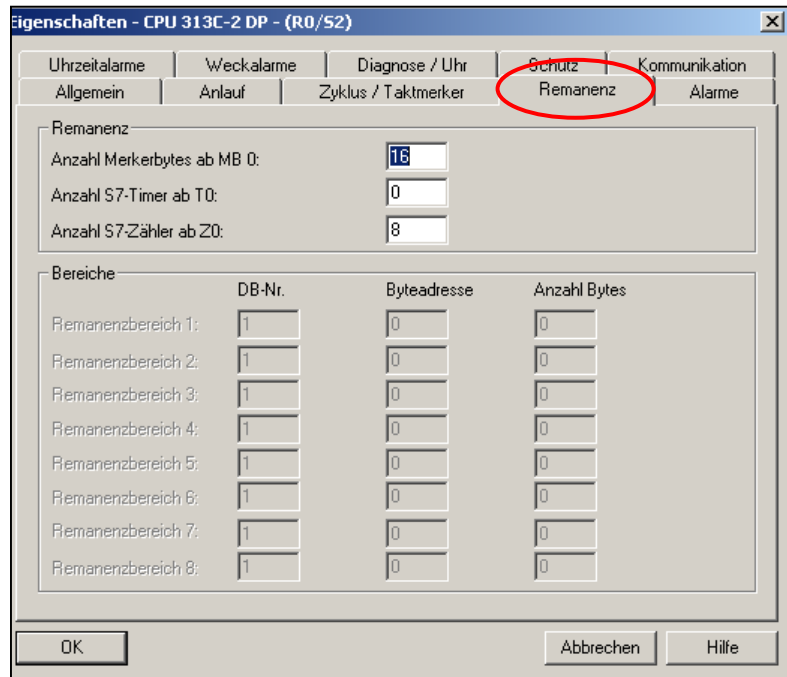 Eigenschaften - CPU 313C-2 DP - (R0/S2)
Uhrzeitalarme Weckalarme Diagnose / Uhr Schutz Kommunikation
Allgemein Anlauf Zyklus / Taktmerker Remanenz Alarme
Remanenz
Anzahl Merkerbytes ab MB 0: 16
Anzahl S7-Timer ab T0: 0
Anzahl S7-Zähler ab Z0: 8
Bereiche
DB-Nr. Byteadresse Anzahl Bytes
Remanenzbereich 1: 1 0 0
Remanenzbereich 2: 1 0 0
Remanenzbereich 3: 1 0 0
Remanenzbereich 4: 1 0 0
Remanenzbereich 5: 1 0 0
Remanenzbereich 6: 1 0 0
Remanenzbereich 7: 1 0 0
Remanenzbereich 8: 1 0 0
OK Abbrechen Hilfe